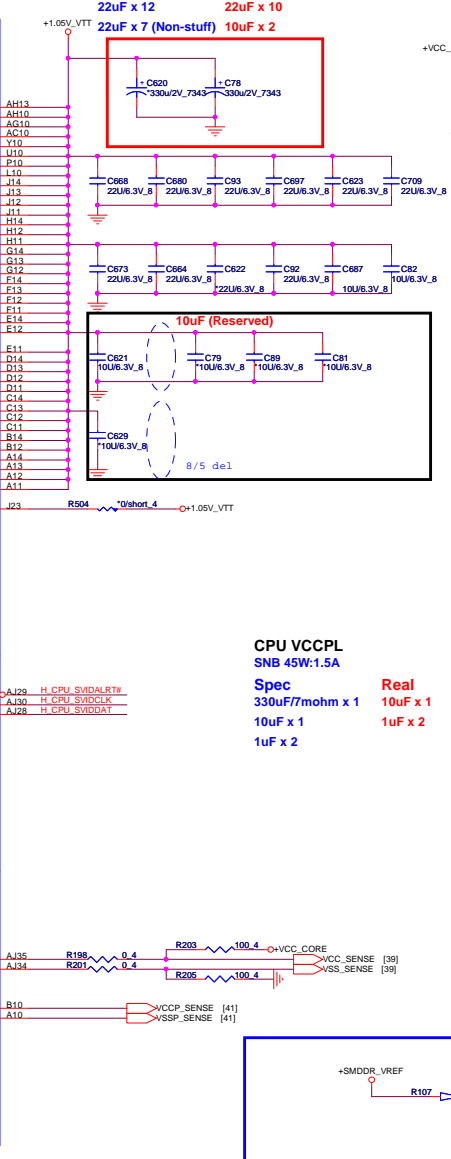 22uF x 12 22uF x 10
22uF x 7 (Non-stuff) 10uF x 2
+1.05V_VTT
+VCC_
+ C620 + C78
*330u/2V_7343 330u/2V_7343
AH13
AH10
AG10
AC10
Y10
U10
P10
L10
J14
J13
J12
J11
H14
H12
H11
G14
G13
G12
F14
F13
F12
F11
E14
E12
E11
D14
D13
D12
D11
C14
C13
C12
C11
B14
B12
A14
A13
A12
A11
C668 C680 C93 C697 C623 C709
22U/6.3V_8 22U/6.3V_8 22U/6.3V_8 22U/6.3V_8 22U/6.3V_8 22U/6.3V_8
C673 C664 C622 C92 C687 C82
22U/6.3V_8 22U/6.3V_8 *22U/6.3V_8 22U/6.3V_8 10U/6.3V_8 10U/6.3V_8
10uF (Reserved)
C621 C79 C89 C81
10U/6.3V_8 *10U/6.3V_8 *10U/6.3V_8 *10U/6.3V_8
C629
*10U/6.3V_8
8/5 del
J23 R504 *0/short_4 +1.05V_VTT
CPU VCCPL
SNB 45W:1.5A
Spec Real
330uF/7mohm x 1 10uF x 1
10uF x 1 1uF x 2
1uF x 2
AJ29 H_CPU_SVIDALRT#
AJ30 H_CPU_SVIDCLK
AJ28 H_CPU_SVIDDAT
R203 100_4 +VCC_CORE
AJ35 R198 0_4 VCC_SENSE [39]
AJ34 R201 0_4 VSS_SENSE [39]
R205 100_4
B10 VCCP_SENSE [41]
A10 VSSP_SENSE [41]
+SMDDR_VREF
R107